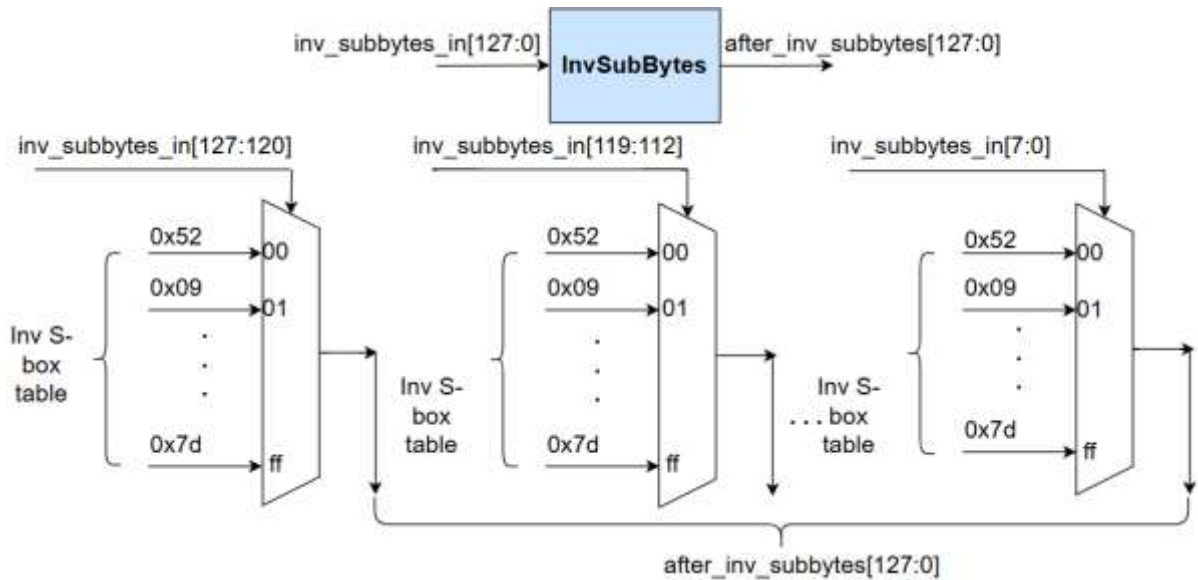 inv_subbytes_in[127:0]
InvSubBytes
after_inv_subbytes[127:0]
inv_subbytes_in[127:120]
inv_subbytes_in[119:112]
inv_subbytes_in[7:0]
0x52
00
0x09
01
.
.
.
Inv S-
box
table
0x7d
ff
0x52
00
0x09
01
.
.
.
Inv S-
box
table
0x7d
ff
...
0x52
00
0x09
01
.
.
.
Inv S-
box
table
0x7d
ff
after_inv_subbytes[127:0]